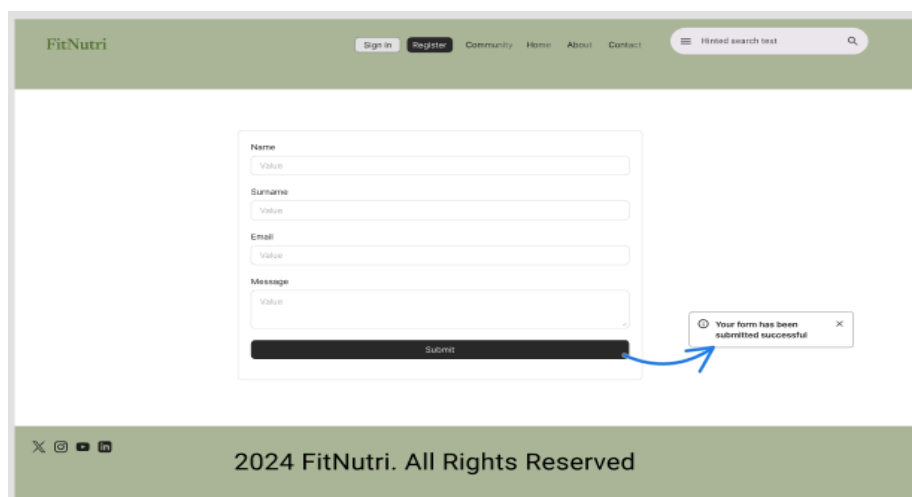 FitNutri
Sign In Register Community Home About Contact Hinted search text
Name
Value
Surname
Value
Email
Value
Message
Value
Submit
Your form has been
submitted successful
2024 FitNutri. All Rights Reserved